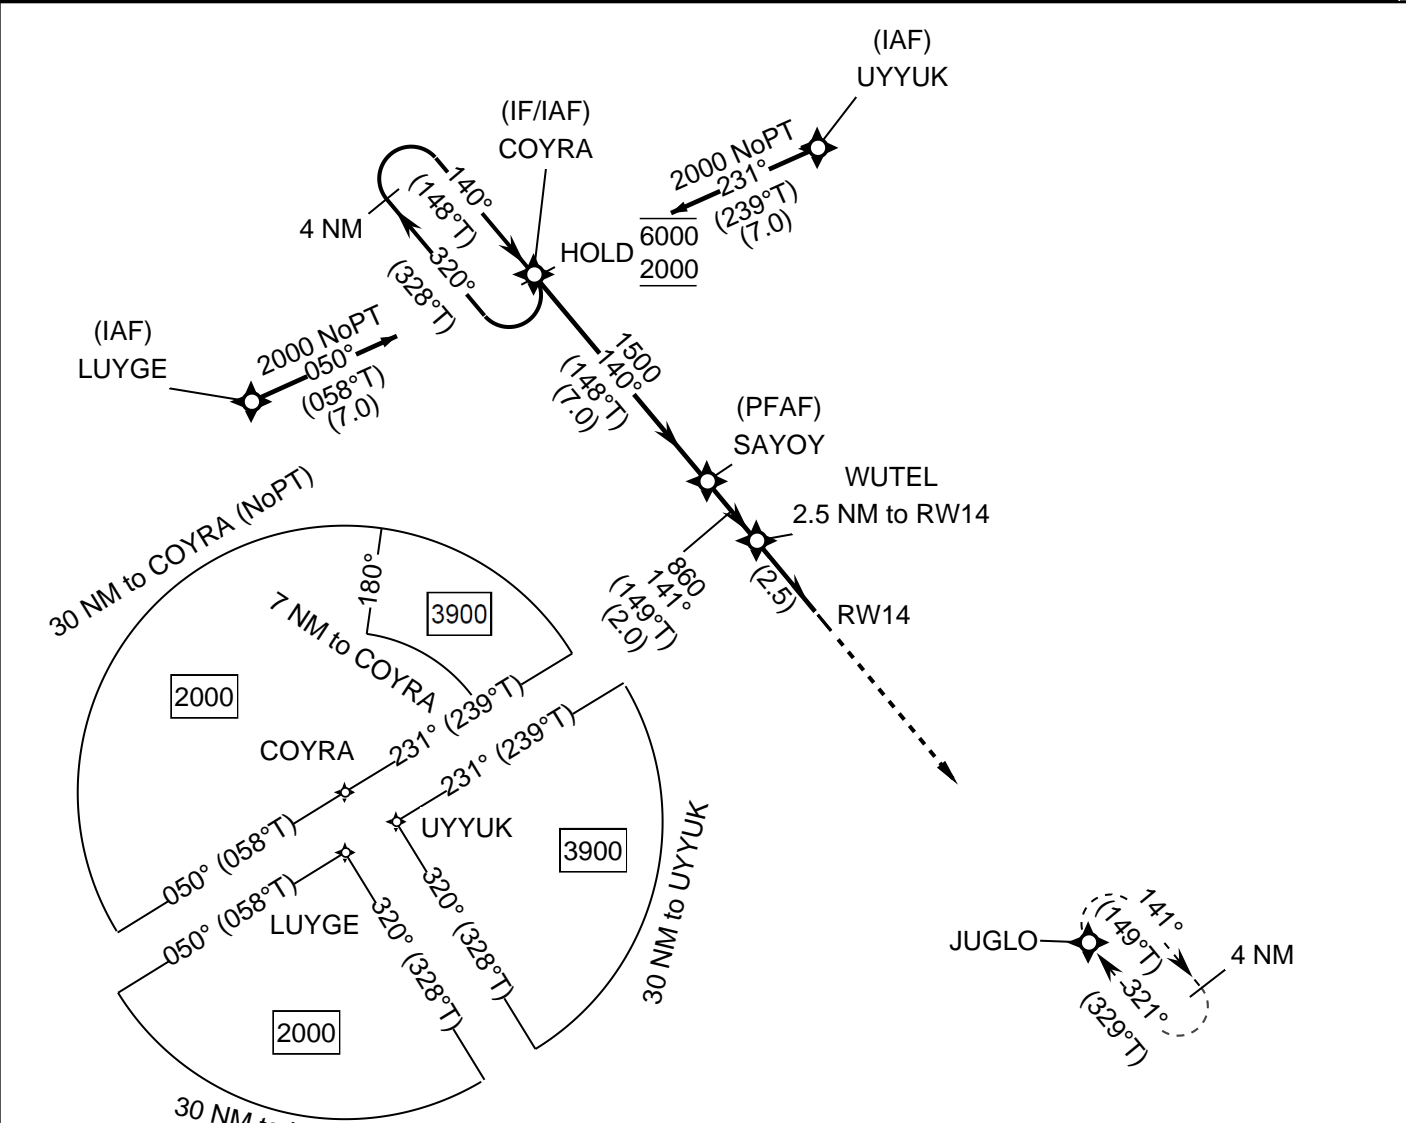 (IAF)
UYYUK
(IF/IAF)
COYRA
2000 NoPT
231°
(239°T)
(7.0)
140°
(148°T)
4 NM
HOLD
6000
2000
320°
(328°T)
(IAF)
LUYGE
2000 NoPT
050°
(058°T)
(7.0)
1500
140°
(148°T)
(7.0)
(PFAF)
SAYOY
WUTEL
2.5 NM to RW14
860
141°
(149°T)
(2.0)
(2.5)
RW14
30 NM to COYRA (NoPT)
180°
3900
7 NM to COYRA
2000
231° (239°T)
COYRA
231° (239°T)
050° (058°T)
UYYUK
3900
30 NM to UYYUK
050° (058°T)
LUYGE
320° (328°T)
320° (328°T)
2000
30 NM to
JUGLO
141°
(149°T)
4 NM
321°
(329°T)